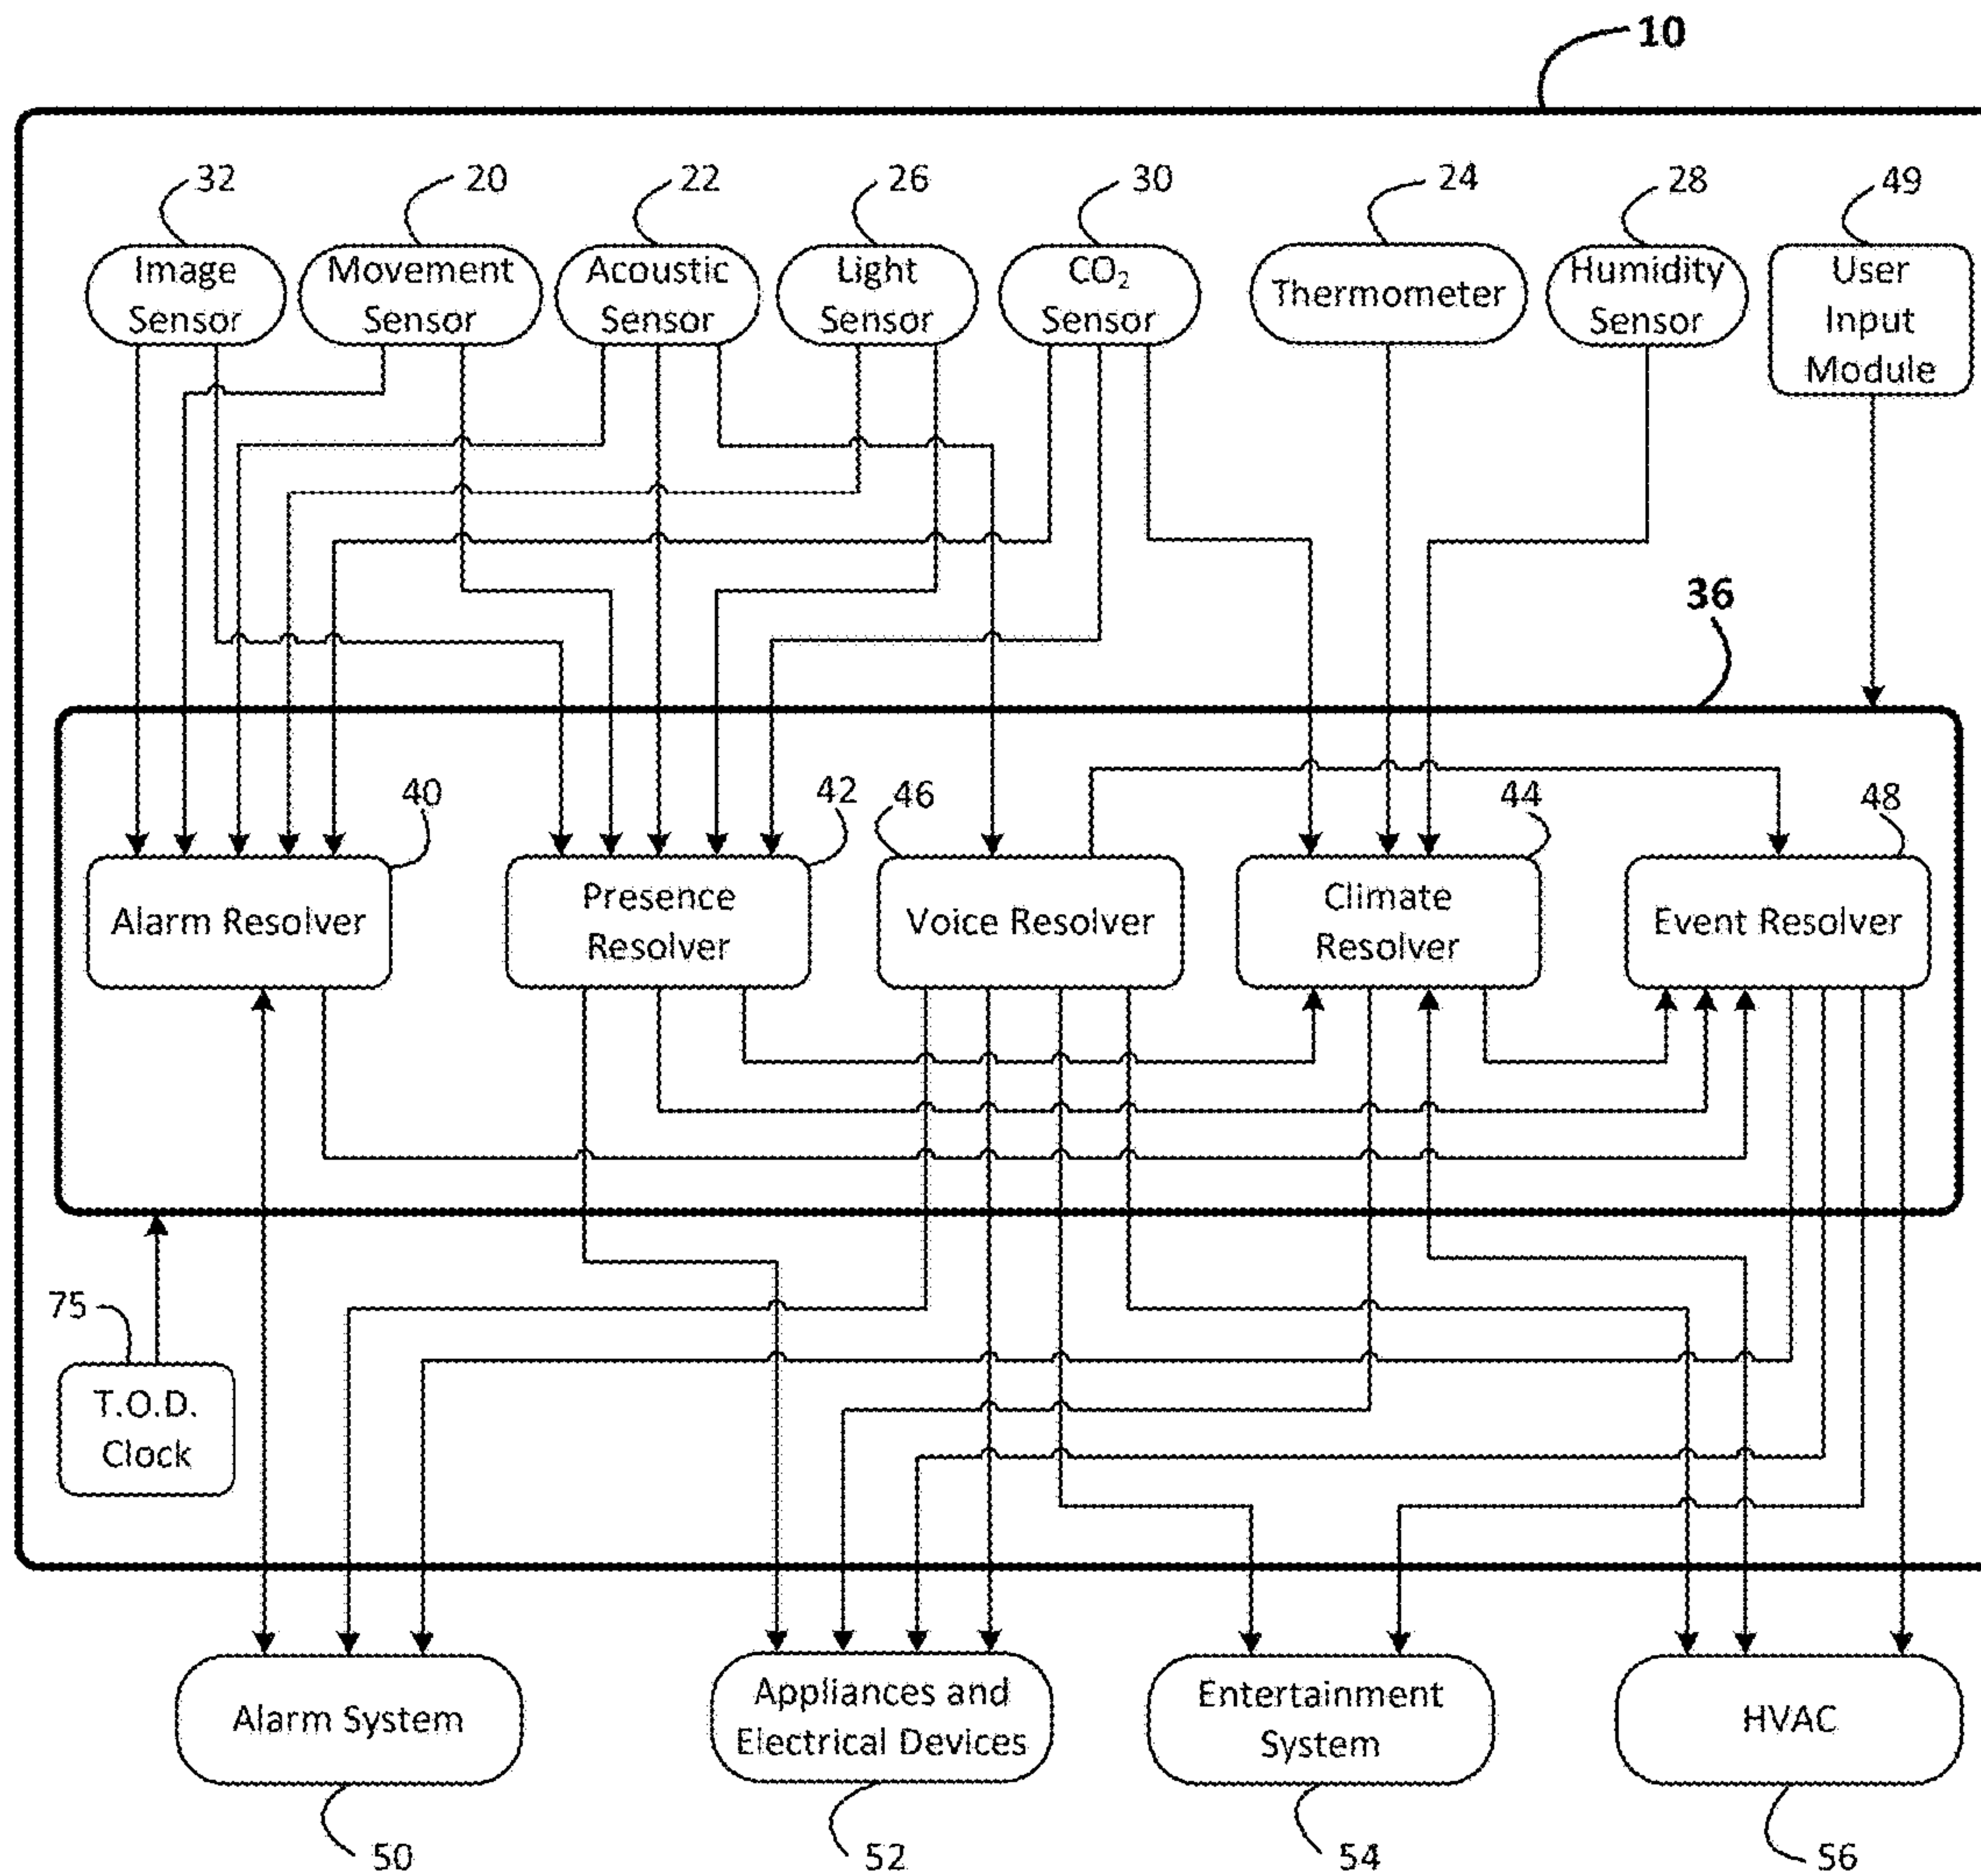 10
32
20
22
26
30
24
28
49
Image
Sensor
Movement
Sensor
Acoustic
Sensor
Light
Sensor
CO₂
Sensor
Thermometer
Humidity
Sensor
User
Input
Module
36
40
42
46
44
48
Alarm Resolver
Presence
Resolver
Voice Resolver
Climate
Resolver
Event Resolver
75
T.O.D.
Clock
Alarm System
Appliances and
Electrical Devices
Entertainment
System
HVAC
50
52
54
56